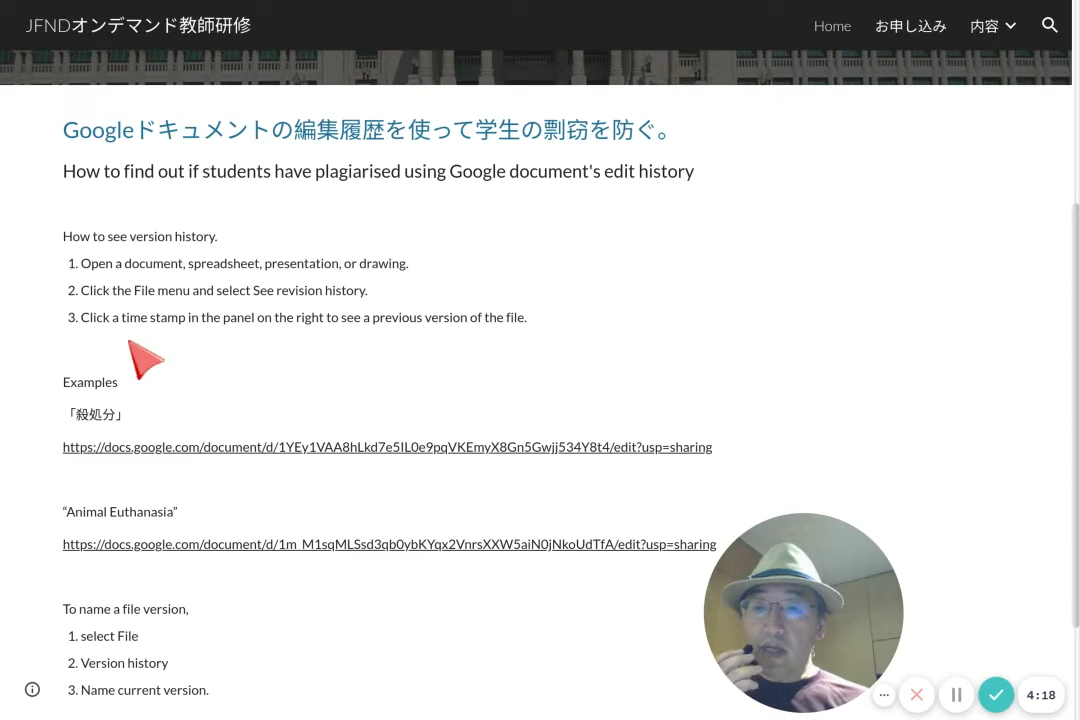 JFNDオンデマンド教師研修
Home お申し込み 内容
Googleドキュメントの編集履歴を使って学生の剽窃を防ぐ。
How to find out if students have plagiarised using Google document's edit history
How to see version history.
1. Open a document, spreadsheet, presentation, or drawing.
2. Click the File menu and select See revision history.
3. Click a time stamp in the panel on the right to see a previous version of the file.
Examples
「殺処分」
https://docs.google.com/document/d/1YEy1VAA8hLkd7e5IL0e9pqVKEmyX8Gn5Gwjj534Y8t4/edit?usp=sharing
“Animal Euthanasia”
https://docs.google.com/document/d/1m_M1sqMLSsd3qb0ybKYqx2VnrsXXW5aiN0jNkoUdTfA/edit?usp=sharing
To name a file version,
1. select File
2. Version history
3. Name current version.
4:18